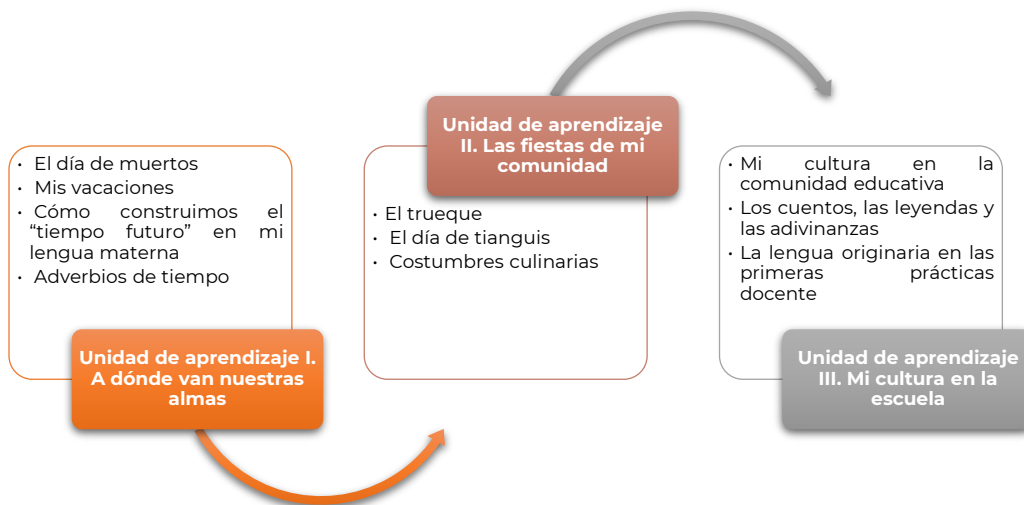 • El día de muertos
• Mis vacaciones
• Cómo construimos el
“tiempo futuro” en mi
lengua materna
• Adverbios de tiempo
Unidad de aprendizaje I.
A dónde van nuestras
almas
Unidad de aprendizaje
II. Las fiestas de mi
comunidad
• El trueque
• El día de tianguis
• Costumbres culinarias
• Mi cultura en la
comunidad educativa
• Los cuentos, las leyendas y
las adivinanzas
• La lengua originaria en las
primeras prácticas
docente
Unidad de aprendizaje
III. Mi cultura en la
escuela